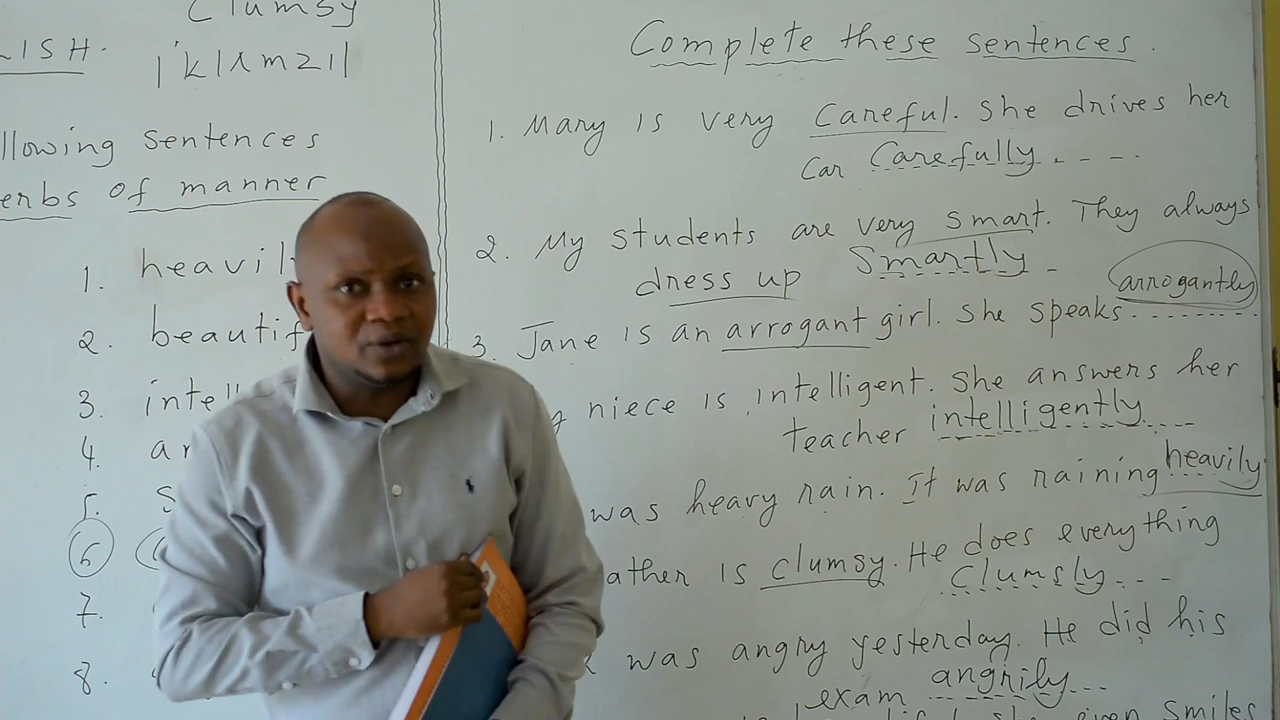 Clumsy
LISH.
|ˈklʌmzɪ|
llowing sentences
erbs of manner
1. heavil
2. beautif
3. intell
4. ar
5. S
6
7.
8.
Complete these sentences.
1. Mary is very careful. She drives her
car carefully....
2. My students are very smart. They always
dress up smartly
3. Jane is an arrogant girl. She speaks arrogantly
niece is intelligent. She answers her
teacher intelligently
was heavy rain. It was raining heavily
ather is clumsy. He does everything
clumsly
was angry yesterday. He did his
exam angrily...
smiles